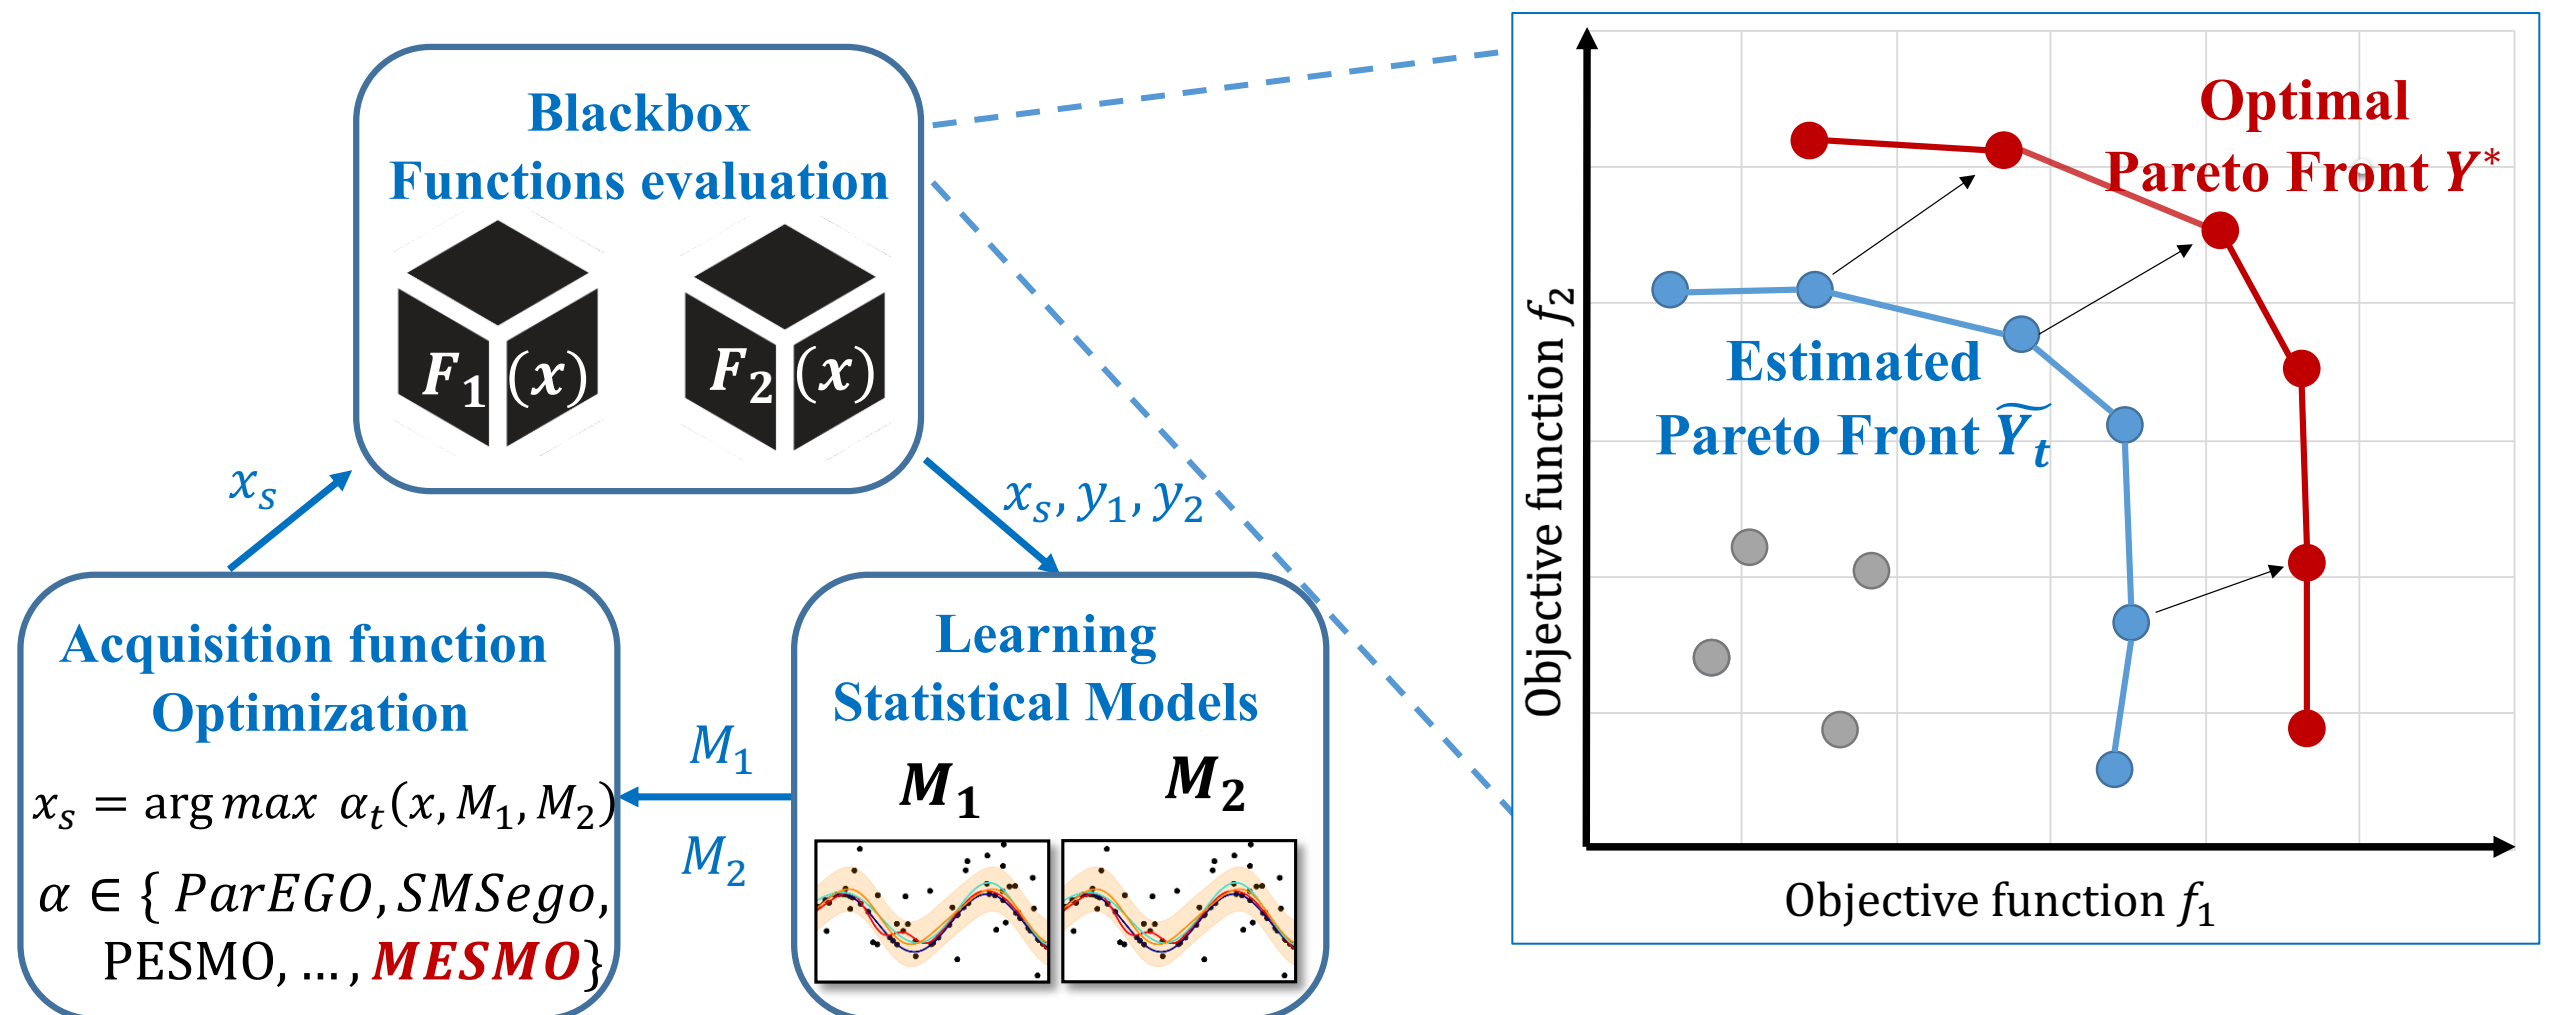 Blackbox
Functions evaluation
F₁ (x)
F₂ (x)
xₛ
xₛ, y₁, y₂
Acquisition function
Optimization
xₛ = arg max αₜ(x, M₁, M₂)
α ∈ { ParEGO, SMSego,
PESMO, ... , MESMO}
M₁
M₂
Learning
Statistical Models
M₁
M₂
Optimal
Pareto Front Y*
Estimated
Pareto Front Ỹₜ
Objective function f₂
Objective function f₁